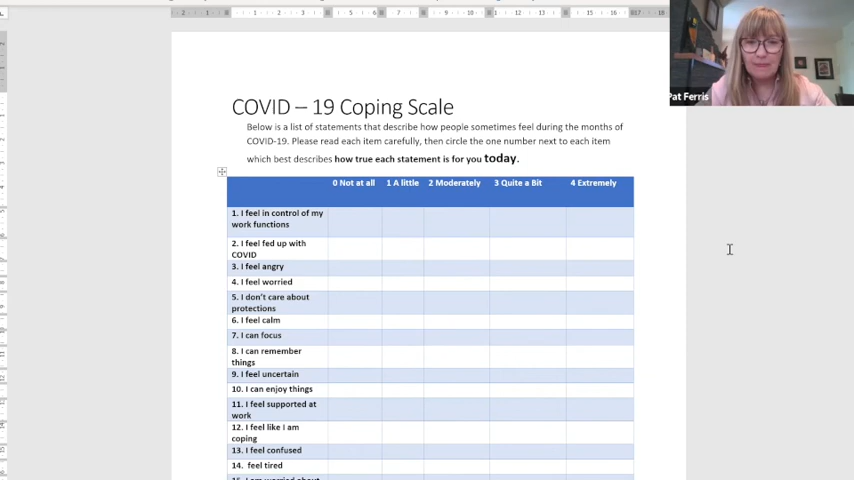 Pat Ferris
COVID – 19 Coping Scale
Below is a list of statements that describe how people sometimes feel during the months of
COVID-19. Please read each item carefully, then circle the one number next to each item
which best describes how true each statement is for you today.
0 Not at all 1 A little 2 Moderately 3 Quite a Bit 4 Extremely
1. I feel in control of my
work functions
2. I feel fed up with
COVID
3. I feel angry
4. I feel worried
5. I don't care about
protections
6. I feel calm
7. I can focus
8. I can remember
things
9. I feel uncertain
10. I can enjoy things
11. I feel supported at
work
12. I feel like I am
coping
13. I feel confused
14. feel tired